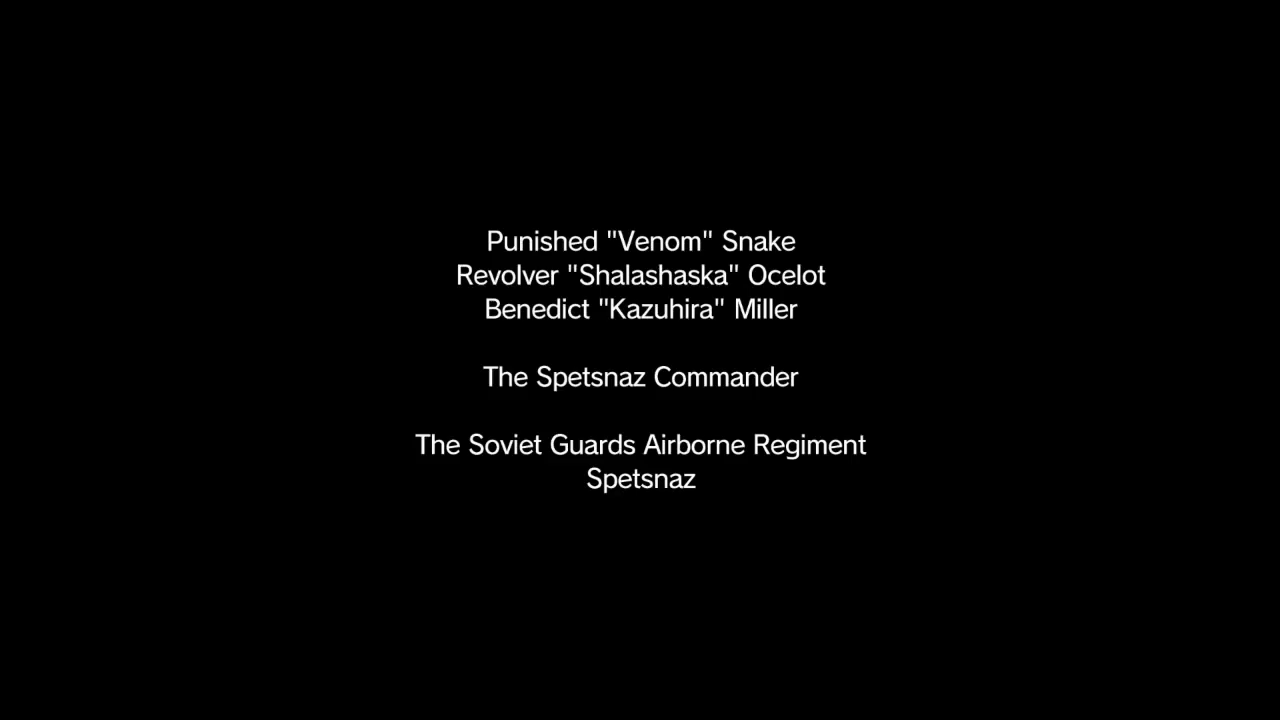 Punished "Venom" Snake
Revolver "Shalashaska" Ocelot
Benedict "Kazuhira" Miller
The Spetsnaz Commander
The Soviet Guards Airborne Regiment
Spetsnaz